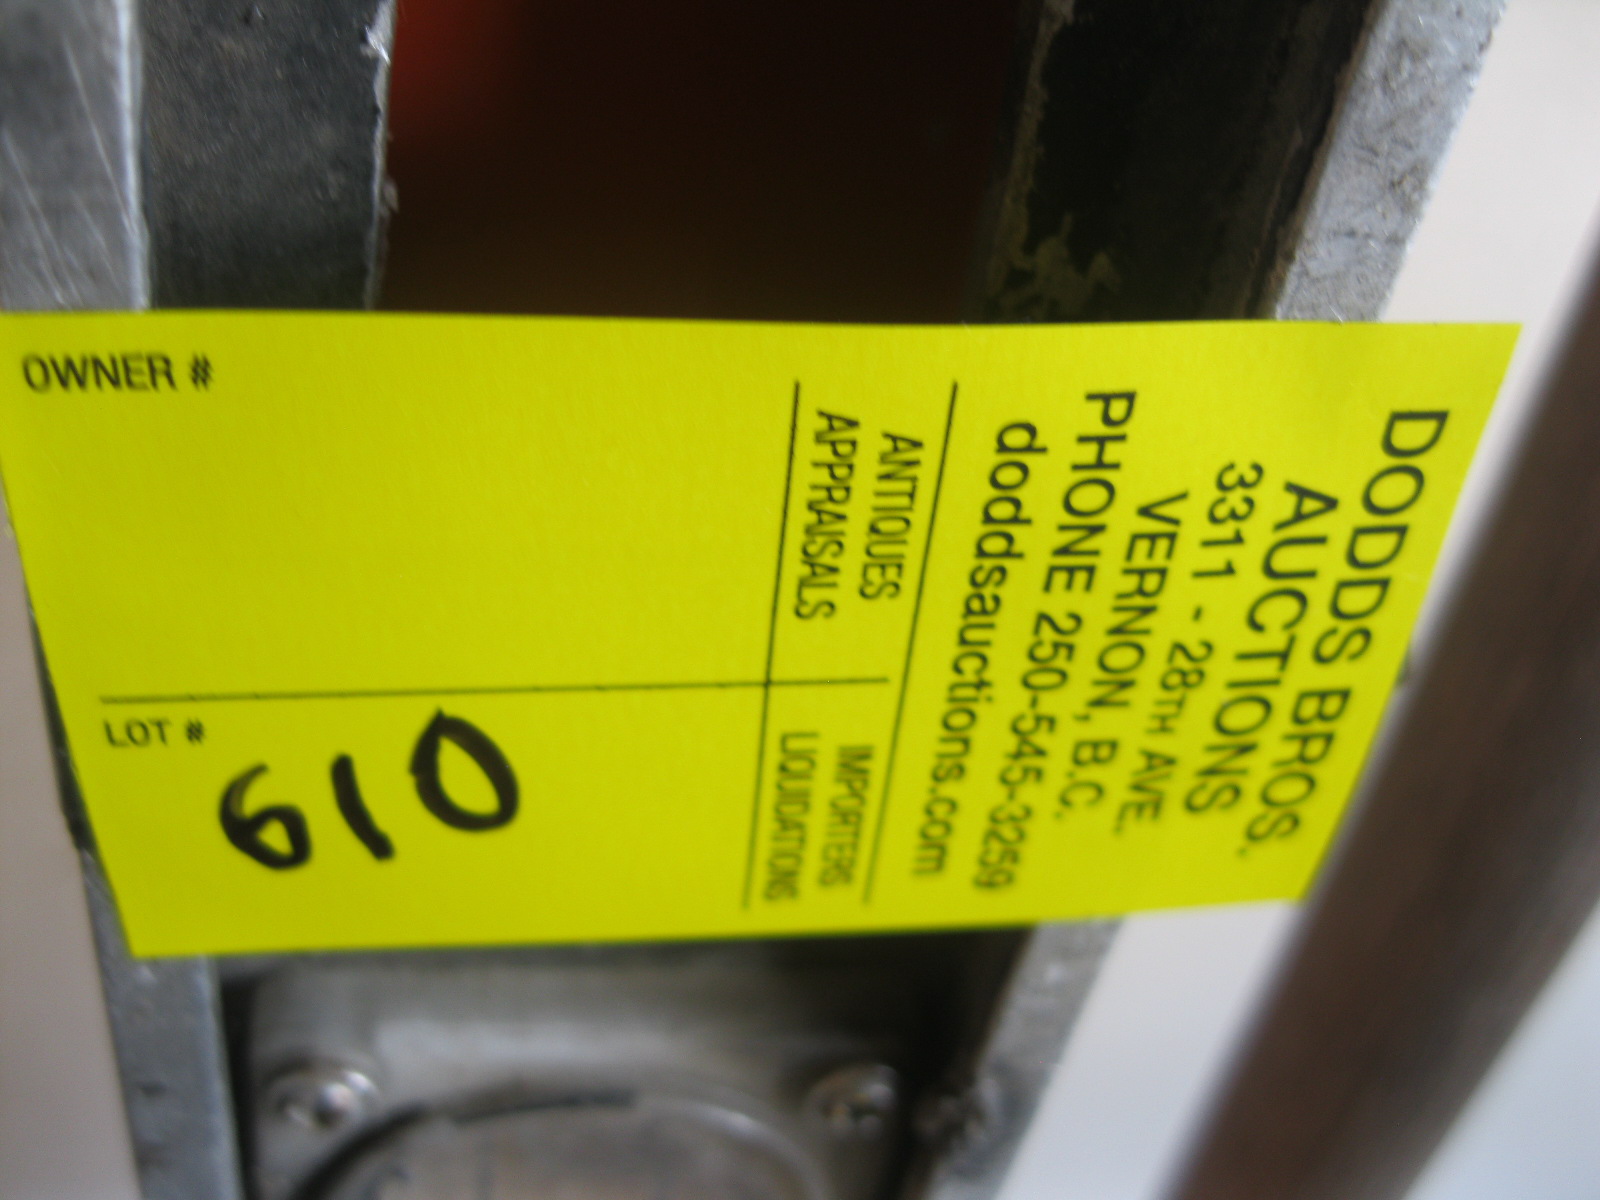 DODDS BROS.
AUCTIONS
3311 - 28TH AVE.
VERNON, B.C.
PHONE 250-545-3259
doddsauctions.com
ANTIQUES
APPRAISALS
IMPORTERS
LIQUIDATIONS
OWNER #
LOT #
610